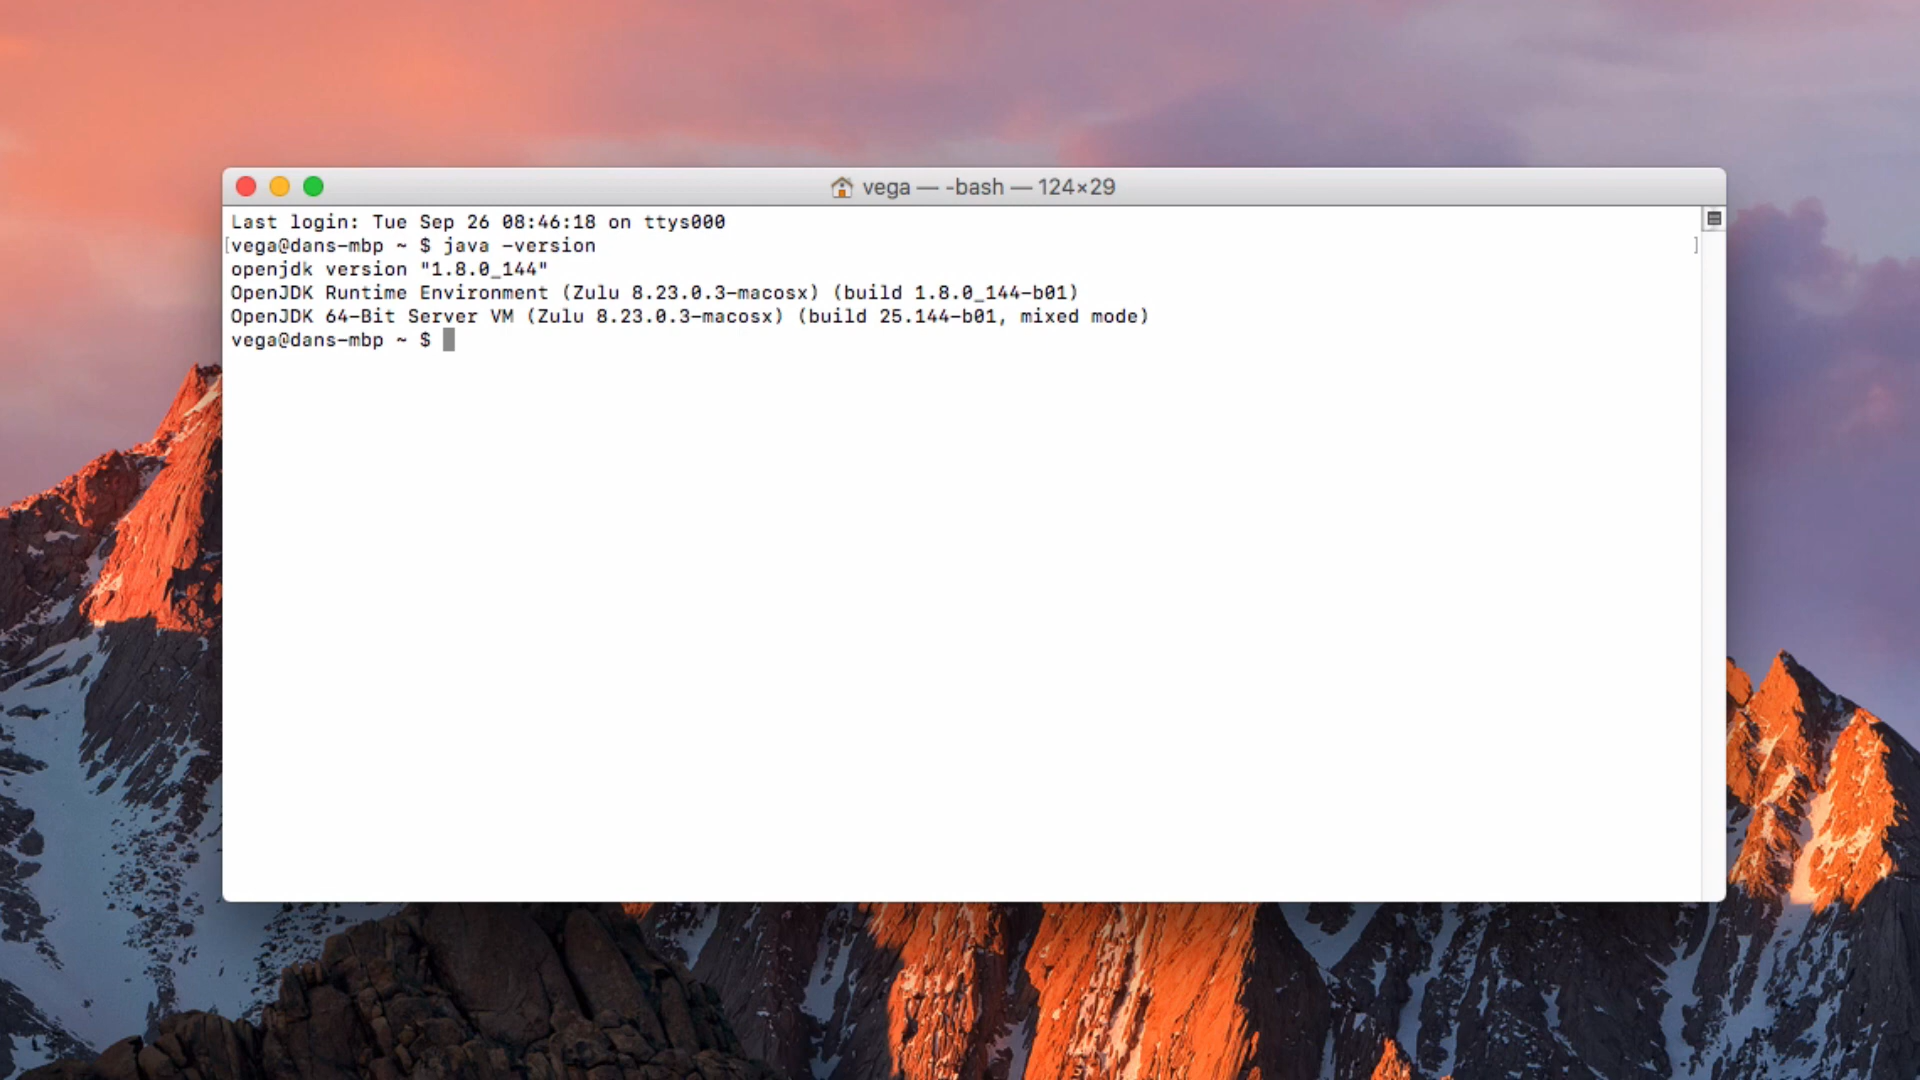 vega — -bash — 124×29
Last login: Tue Sep 26 08:46:18 on ttys000
[vega@dans-mbp ~ $ java -version ]
openjdk version "1.8.0_144"
OpenJDK Runtime Environment (Zulu 8.23.0.3-macosx) (build 1.8.0_144-b01)
OpenJDK 64-Bit Server VM (Zulu 8.23.0.3-macosx) (build 25.144-b01, mixed mode)
vega@dans-mbp ~ $